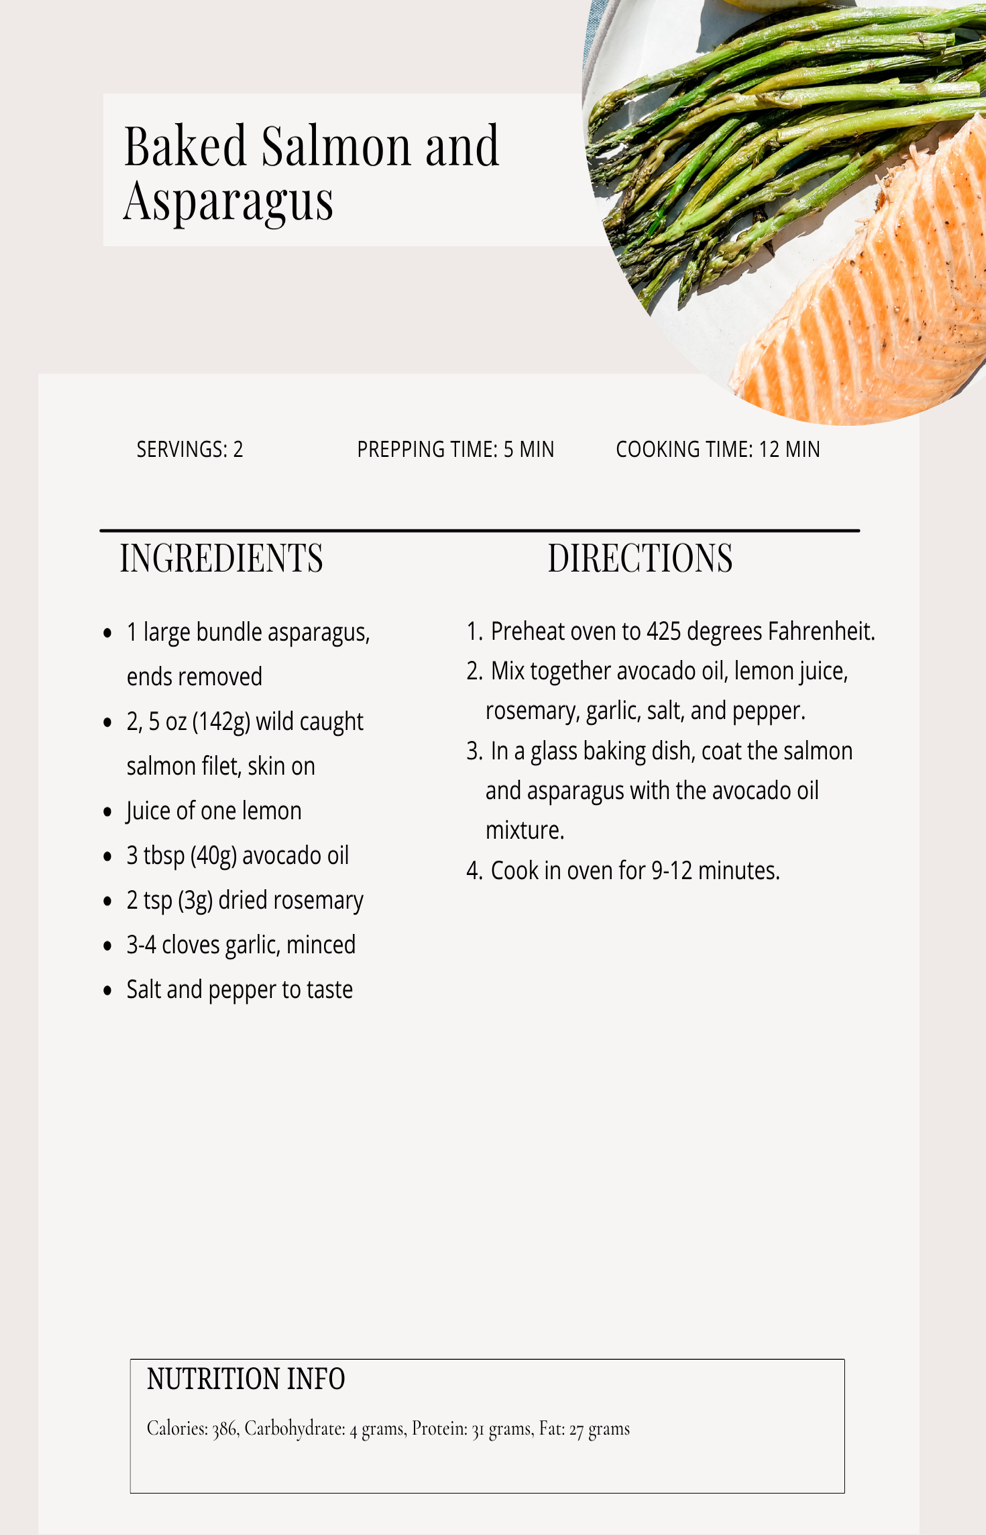 Baked Salmon and
Asparagus
SERVINGS: 2
PREPPING TIME: 5 MIN
COOKING TIME: 12 MIN
INGREDIENTS
• 1 large bundle asparagus,
ends removed
• 2, 5 oz (142g) wild caught
salmon filet, skin on
• Juice of one lemon
• 3 tbsp (40g) avocado oil
• 2 tsp (3g) dried rosemary
• 3-4 cloves garlic, minced
• Salt and pepper to taste
DIRECTIONS
1. Preheat oven to 425 degrees Fahrenheit.
2. Mix together avocado oil, lemon juice,
rosemary, garlic, salt, and pepper.
3. In a glass baking dish, coat the salmon
and asparagus with the avocado oil
mixture.
4. Cook in oven for 9-12 minutes.
NUTRITION INFO
Calories: 386, Carbohydrate: 4 grams, Protein: 31 grams, Fat: 27 grams